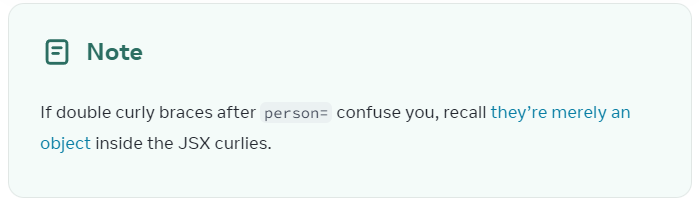 Note
If double curly braces after person= confuse you, recall they’re merely an
object inside the JSX curlies.